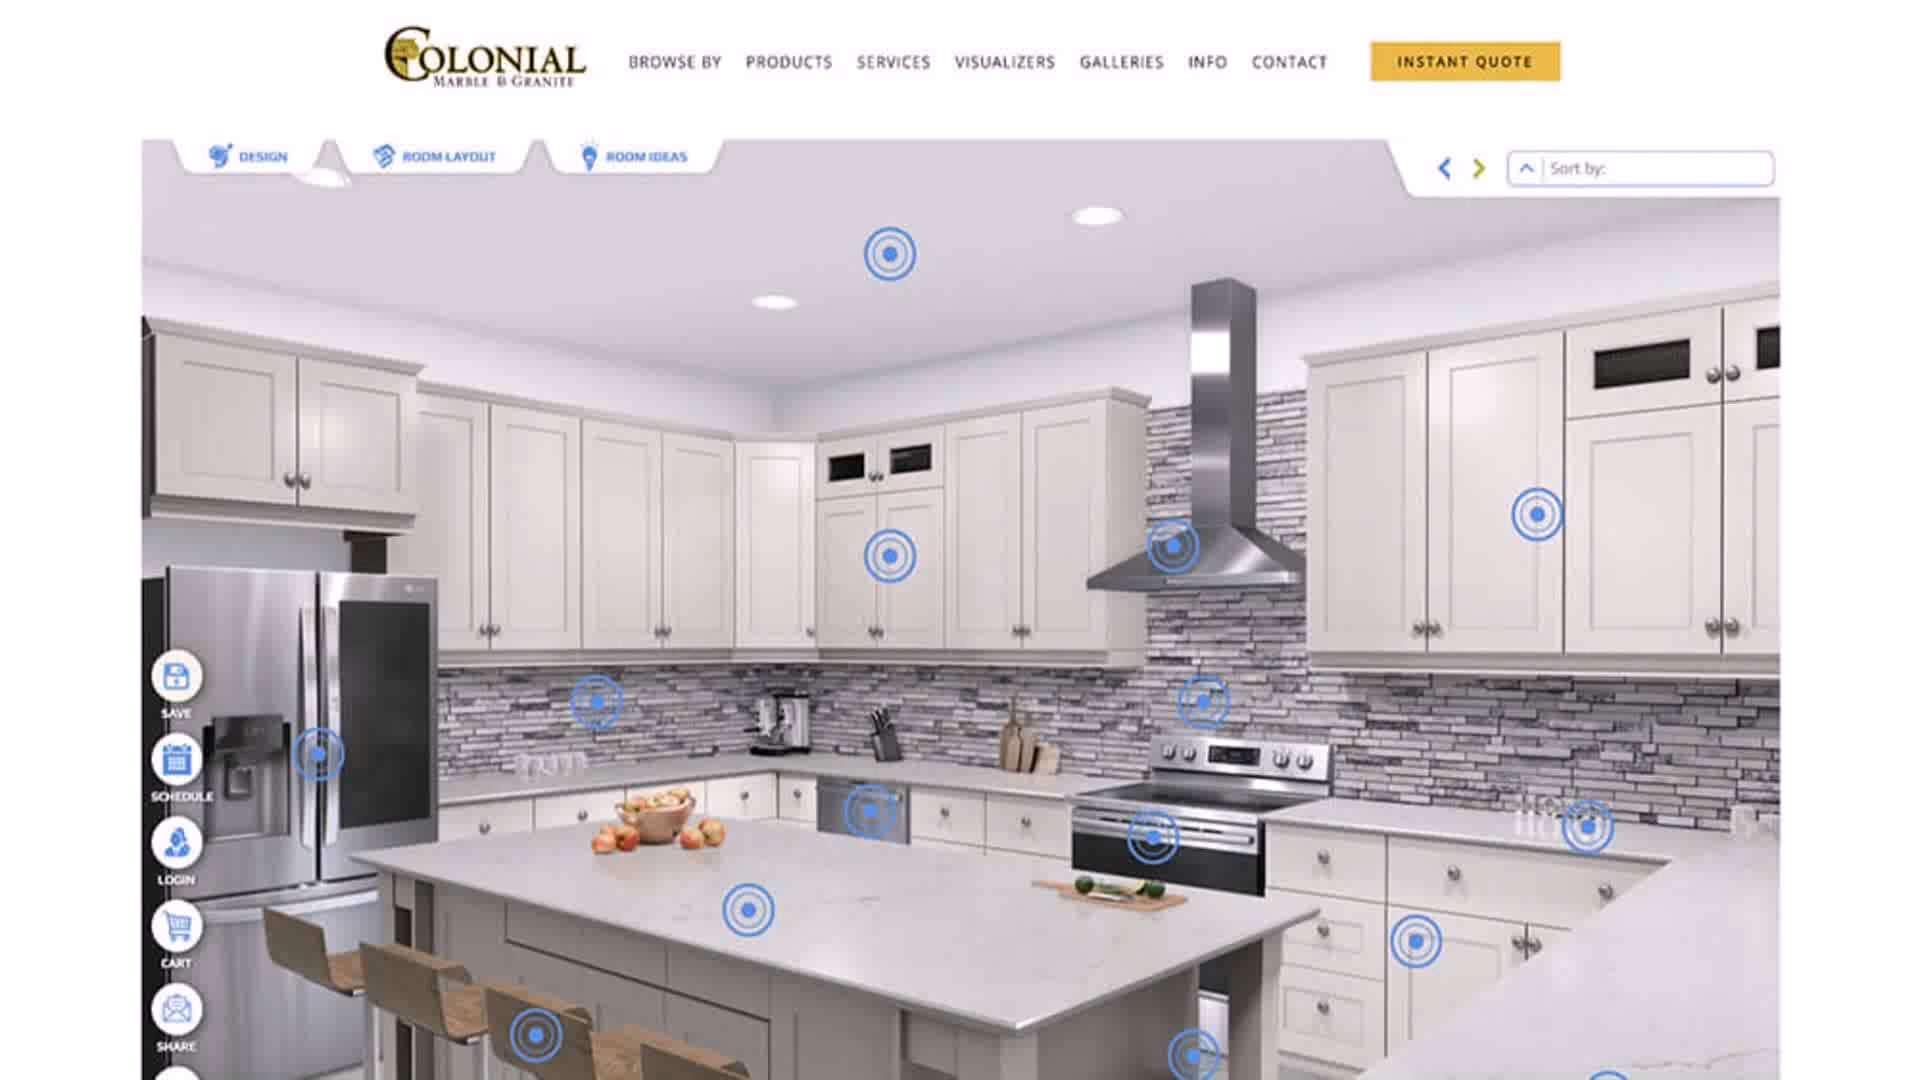 COLONIAL
MARBLE & GRANITE
BROWSE BY
PRODUCTS
SERVICES
VISUALIZERS
GALLERIES
INFO
CONTACT
INSTANT QUOTE
DESIGN
ROOM LAYOUT
ROOM IDEAS
Sort by:
SAVE
SCHEDULE
LOGIN
CART
SHARE